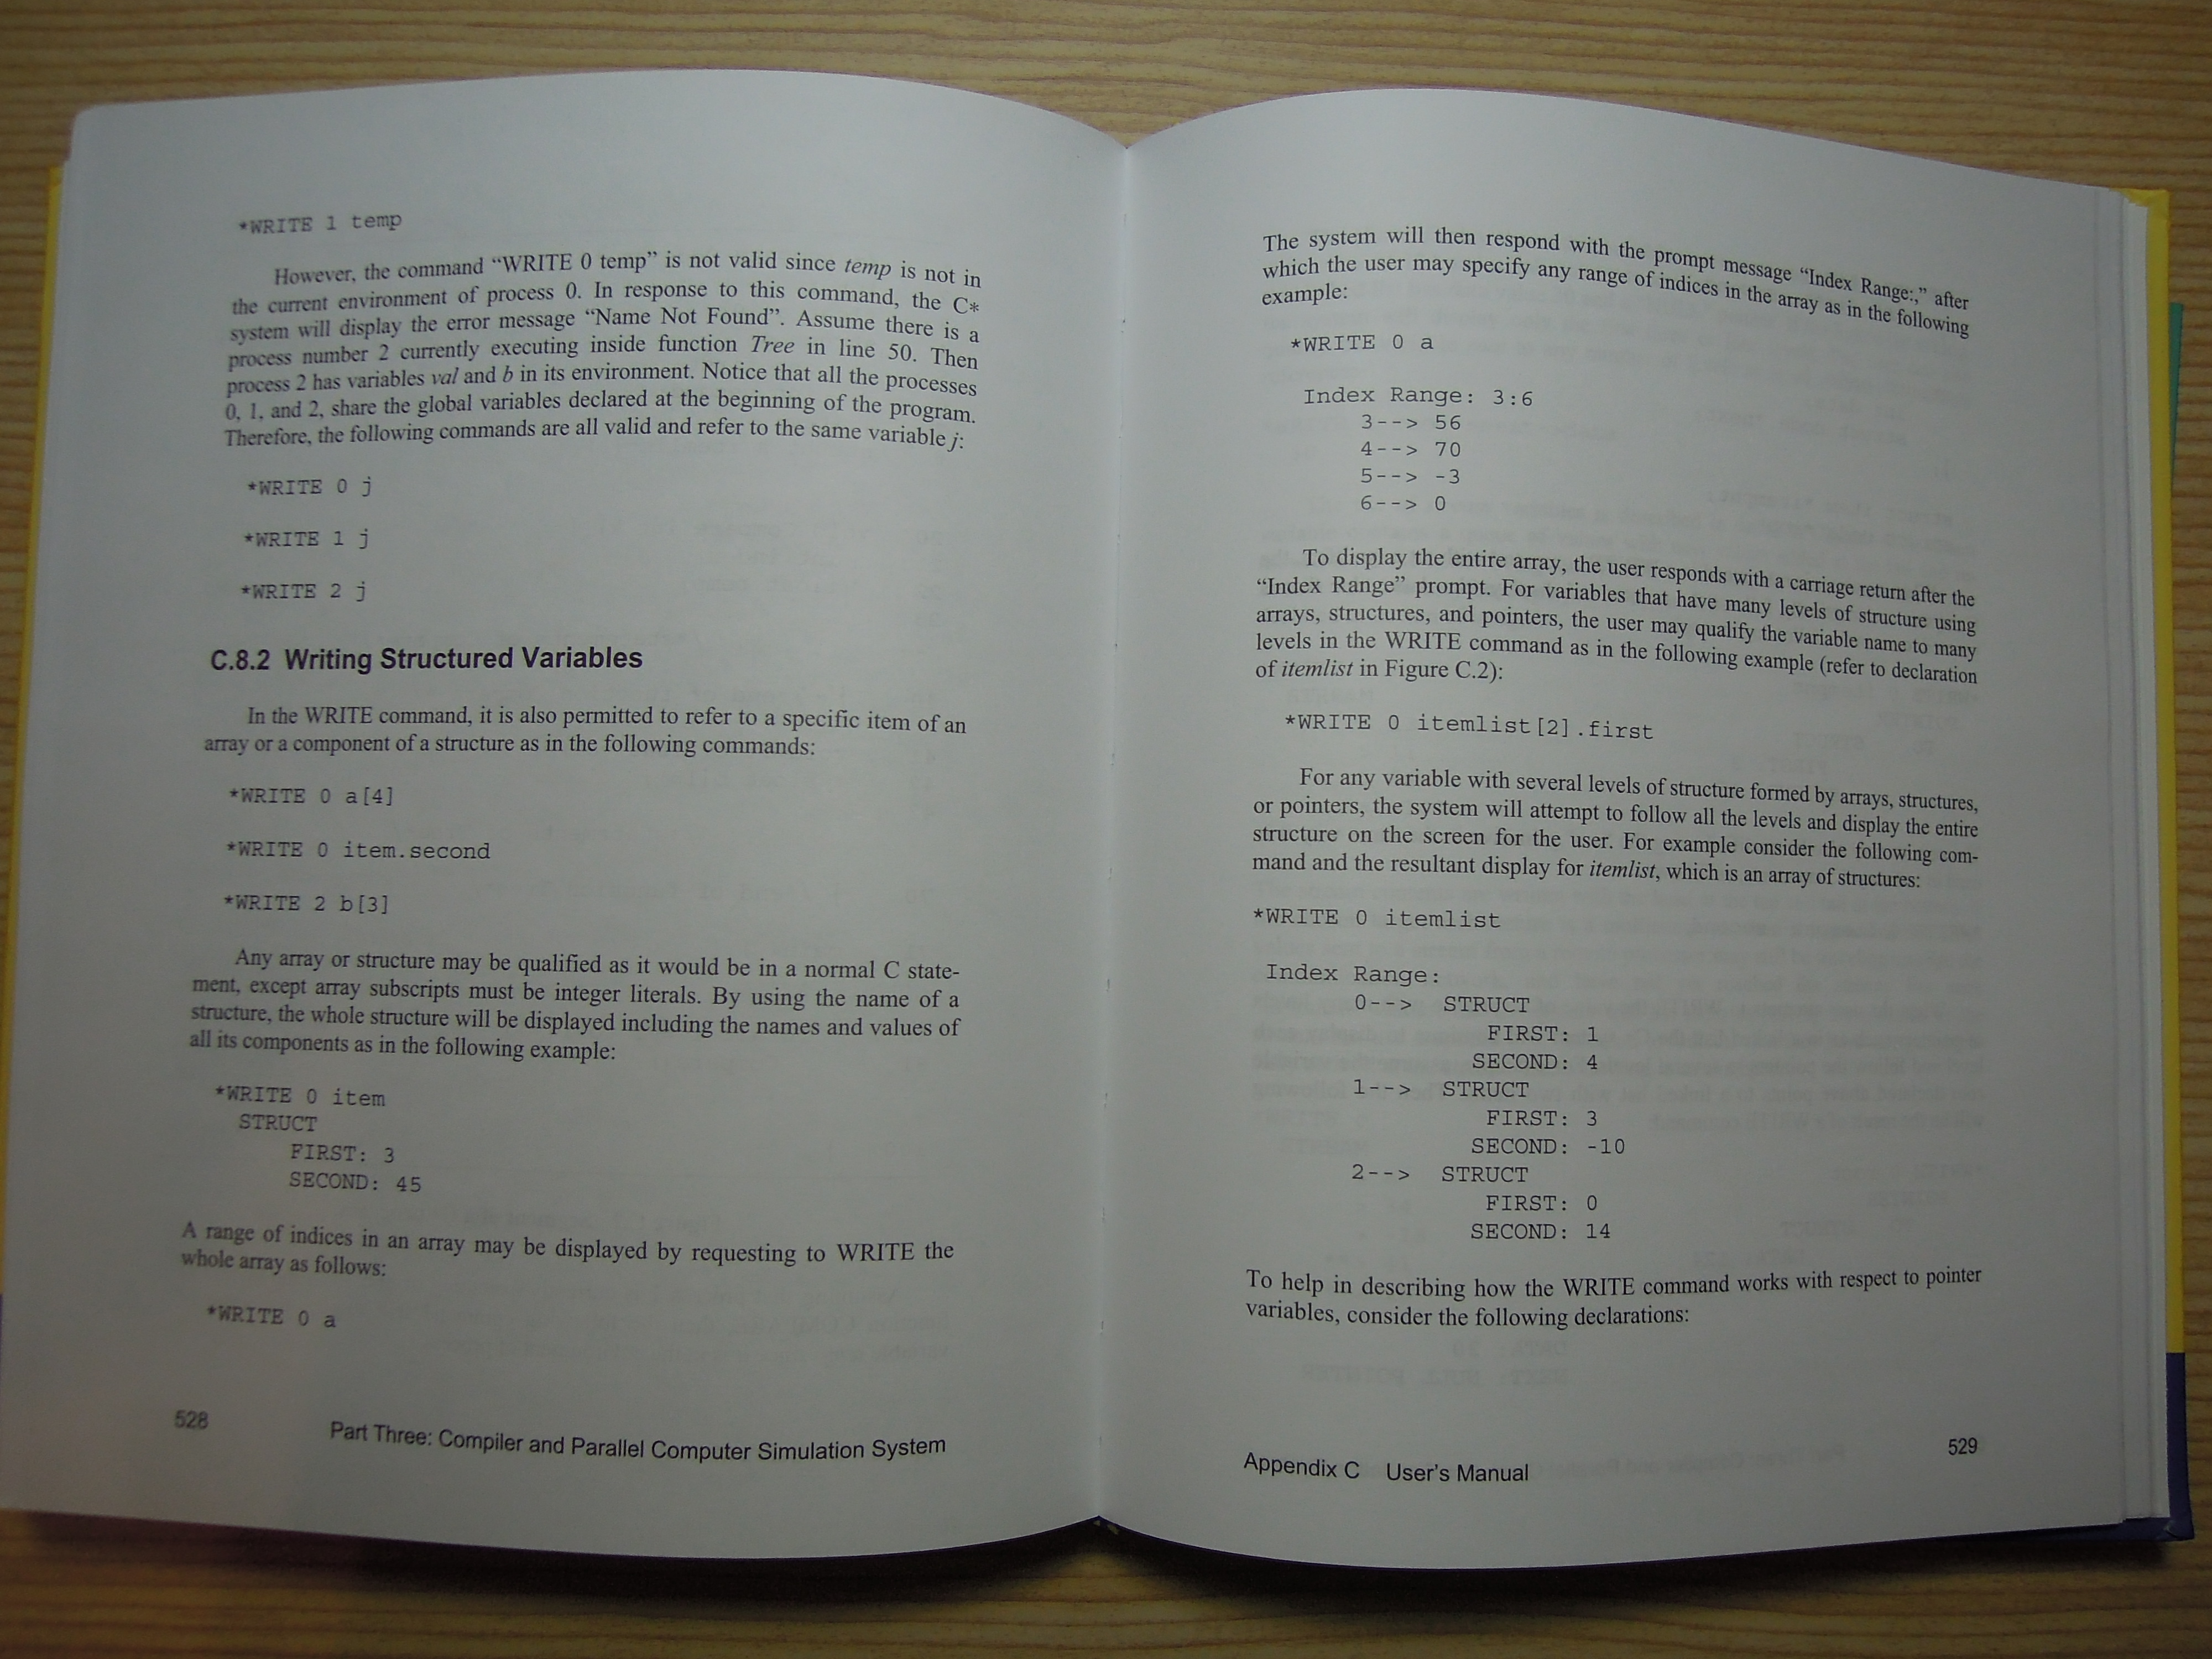 *WRITE 1 temp
However, the command “WRITE 0 temp” is not valid since temp is not in
the current environment of process 0. In response to this command, the C*
system will display the error message “Name Not Found”. Assume there is a
process number 2 currently executing inside function Tree in line 50. Then
process 2 has variables val and b in its environment. Notice that all the processes
0, 1, and 2, share the global variables declared at the beginning of the program.
Therefore, the following commands are all valid and refer to the same variable j:
*WRITE 0 j
*WRITE 1 j
*WRITE 2 j
C.8.2 Writing Structured Variables
In the WRITE command, it is also permitted to refer to a specific item of an
array or a component of a structure as in the following commands:
*WRITE 0 a[4]
*WRITE 0 item.second
*WRITE 2 b[3]
Any array or structure may be qualified as it would be in a normal C state-
ment, except array subscripts must be integer literals. By using the name of a
structure, the whole structure will be displayed including the names and values of
all its components as in the following example:
*WRITE 0 item
STRUCT
FIRST: 3
SECOND: 45
A range of indices in an array may be displayed by requesting to WRITE the
whole array as follows:
*WRITE 0 a
528 Part Three: Compiler and Parallel Computer Simulation System
The system will then respond with the prompt message “Index Range:,” after
which the user may specify any range of indices in the array as in the following
example:
*WRITE 0 a
Index Range: 3:6
3--> 56
4--> 70
5--> -3
6--> 0
To display the entire array, the user responds with a carriage return after the
“Index Range” prompt. For variables that have many levels of structure using
arrays, structures, and pointers, the user may qualify the variable name to many
levels in the WRITE command as in the following example (refer to declaration
of itemlist in Figure C.2):
*WRITE 0 itemlist[2].first
For any variable with several levels of structure formed by arrays, structures,
or pointers, the system will attempt to follow all the levels and display the entire
structure on the screen for the user. For example consider the following com-
mand and the resultant display for itemlist, which is an array of structures:
*WRITE 0 itemlist
Index Range:
0--> STRUCT
FIRST: 1
SECOND: 4
1--> STRUCT
FIRST: 3
SECOND: -10
2--> STRUCT
FIRST: 0
SECOND: 14
To help in describing how the WRITE command works with respect to pointer
variables, consider the following declarations:
Appendix C User’s Manual 529